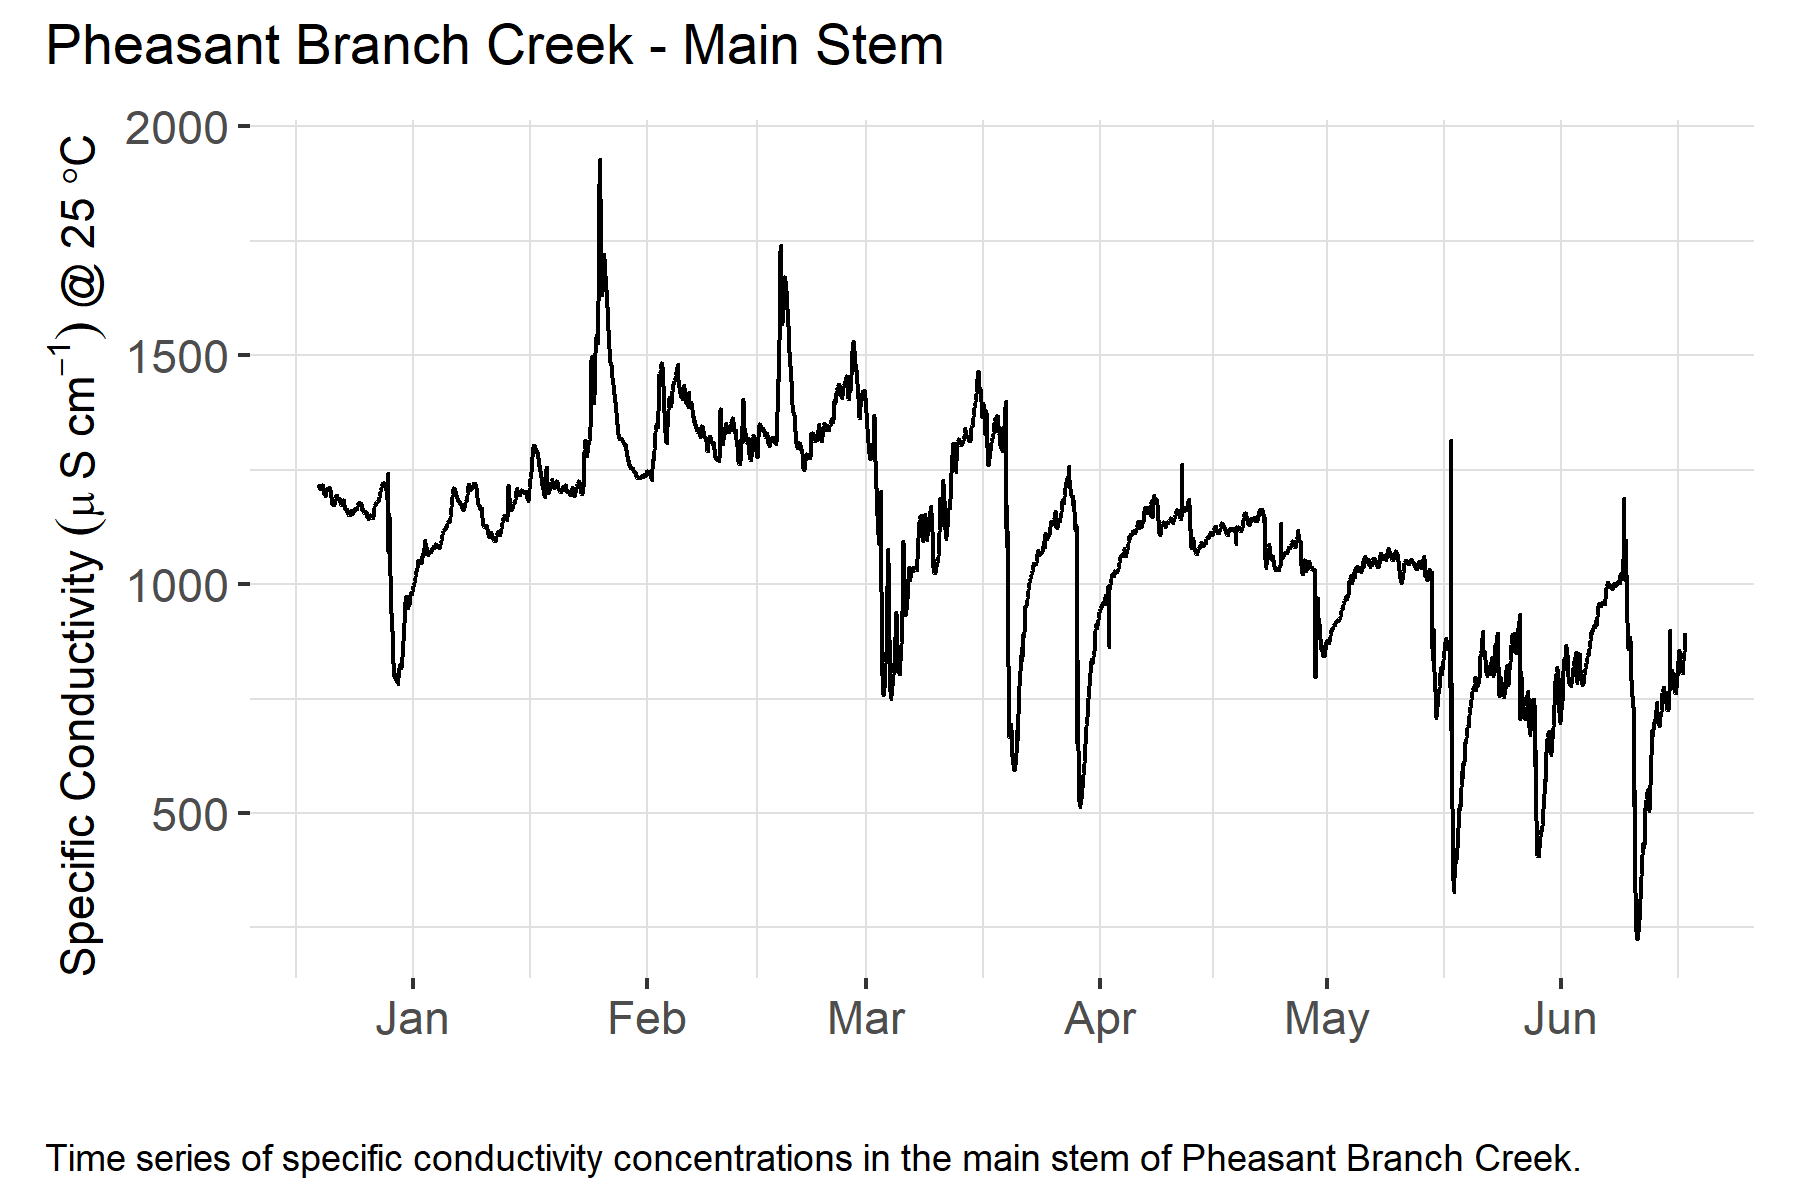 Pheasant Branch Creek - Main Stem
Specific Conductivity (μ S cm⁻¹) @ 25 °C
2000
1500
1000
500
Jan Feb Mar Apr May Jun
Time series of specific conductivity concentrations in the main stem of Pheasant Branch Creek.